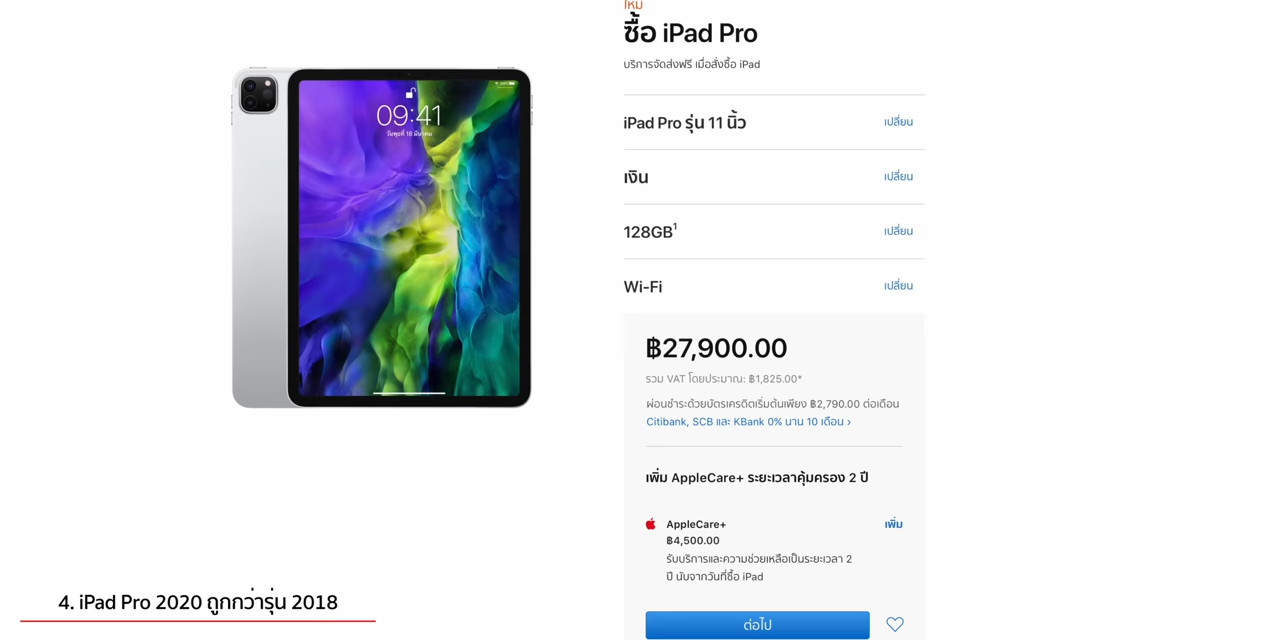 ใหม่
ซื้อ iPad Pro
บริการจัดส่งฟรี เมื่อสั่งซื้อ iPad
iPad Pro รุ่น 11 นิ้ว เปลี่ยน
เงิน เปลี่ยน
128GB¹ เปลี่ยน
Wi-Fi เปลี่ยน
฿27,900.00
รวม VAT โดยประมาณ: ฿1,825.00*
ผ่อนชำระด้วยบัตรเครดิตเริ่มต้นเพียง ฿2,790.00 ต่อเดือน
Citibank, SCB และ KBank 0% นาน 10 เดือน ›
เพิ่ม AppleCare+ ระยะเวลาคุ้มครอง 2 ปี
AppleCare+ เพิ่ม
฿4,500.00
รับบริการและความช่วยเหลือเป็นระยะเวลา 2
ปี นับจากวันที่ซื้อ iPad
ต่อไป
09:41
วันพุธที่ 18 มีนาคม
4. iPad Pro 2020 ถูกกว่ารุ่น 2018